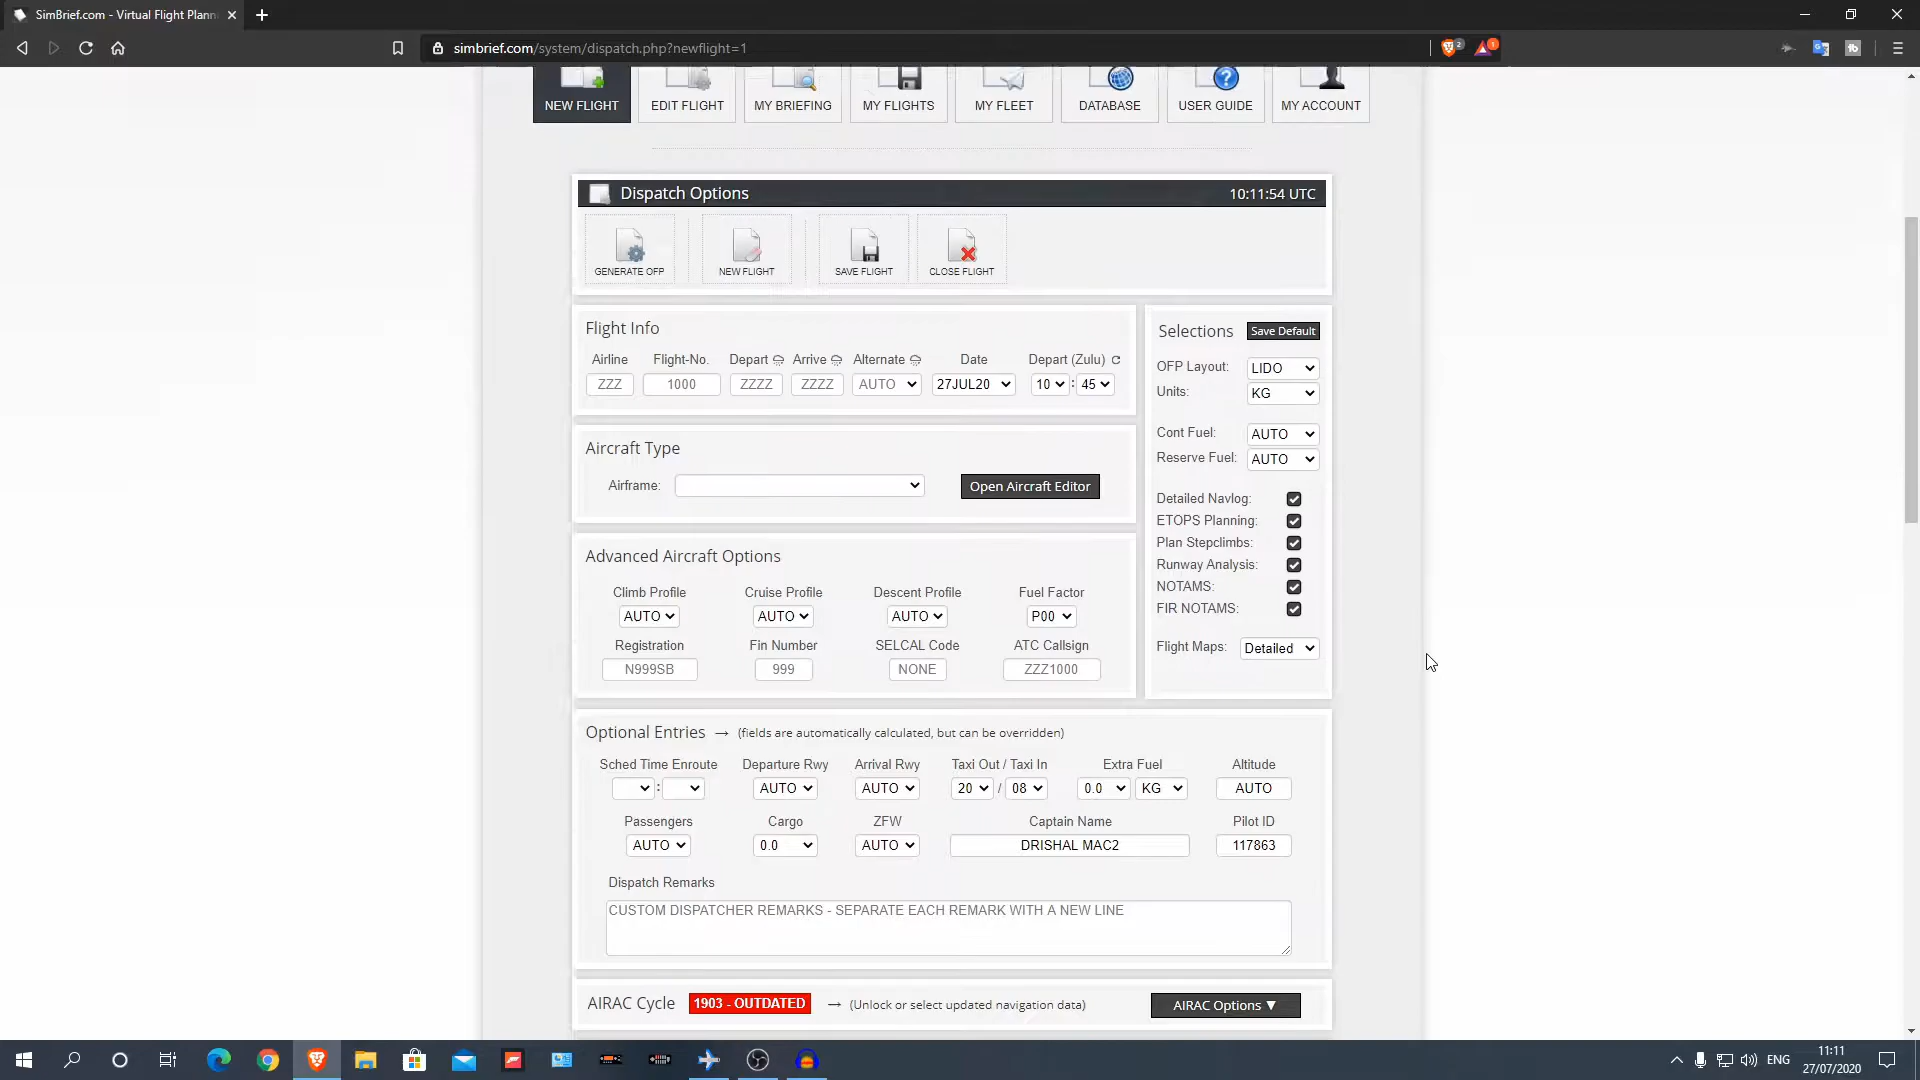 SimBrief.com - Virtual Flight Plann
simbrief.com/system/dispatch.php?newflight=1
2
1
NEW FLIGHT
EDIT FLIGHT
MY BRIEFING
MY FLIGHTS
MY FLEET
DATABASE
USER GUIDE
MY ACCOUNT
Dispatch Options
10:11:54 UTC
GENERATE OFP
NEW FLIGHT
SAVE FLIGHT
CLOSE FLIGHT
Flight Info
Airline Flight-No. Depart Arrive Alternate Date Depart (Zulu)
ZZZ 1000 ZZZZ ZZZZ AUTO 27JUL20 10 : 45
Aircraft Type
Airframe:
Open Aircraft Editor
Advanced Aircraft Options
Climb Profile Cruise Profile Descent Profile Fuel Factor
AUTO AUTO AUTO P00
Registration Fin Number SELCAL Code ATC Callsign
N999SB 999 NONE ZZZ1000
Selections Save Default
OFP Layout: LIDO
Units: KG
Cont Fuel: AUTO
Reserve Fuel: AUTO
Detailed Navlog:
ETOPS Planning:
Plan Stepclimbs:
Runway Analysis:
NOTAMS:
FIR NOTAMS:
Flight Maps: Detailed
Optional Entries → (fields are automatically calculated, but can be overridden)
Sched Time Enroute Departure Rwy Arrival Rwy Taxi Out / Taxi In Extra Fuel Altitude
: AUTO AUTO 20 / 08 0.0 KG AUTO
Passengers Cargo ZFW Captain Name Pilot ID
AUTO 0.0 AUTO DRISHAL MAC2 117863
Dispatch Remarks
CUSTOM DISPATCHER REMARKS - SEPARATE EACH REMARK WITH A NEW LINE
AIRAC Cycle 1903 - OUTDATED → (Unlock or select updated navigation data) AIRAC Options ▼
ENG
11:11
27/07/2020